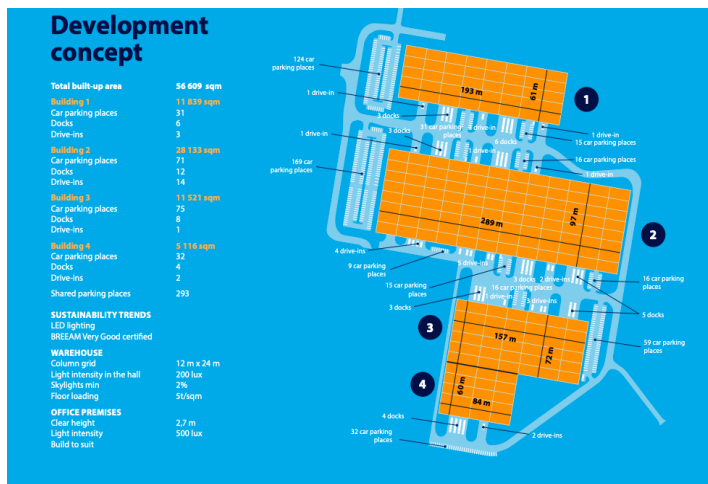 Development
concept
Total built-up area 56 609 sqm
Building 1 11 839 sqm
Car parking places 31
Docks 6
Drive-ins 3
Building 2 28 133 sqm
Car parking places 71
Docks 12
Drive-ins 14
Building 3 11 521 sqm
Car parking places 75
Docks 8
Drive-ins 1
Building 4 5 116 sqm
Car parking places 32
Docks 4
Drive-ins 2
Shared parking places 293
SUSTAINABILITY TRENDS
LED lighting
BREEAM Very Good certified
WAREHOUSE
Column grid 12 m x 24 m
Light intensity in the hall 200 lux
Skylights min 2%
Floor loading 5t/sqm
OFFICE PREMISES
Clear height 2,7 m
Light intensity 500 lux
Build to suit
124 car
parking places
193 m
61 m
1
1 drive-in
3 docks
31 car parking
places
1 drive-in
6 docks
1 drive-in
15 car parking places
1 drive-in
3 docks
1 drive-in
16 car parking places
1 drive-in
169 car
parking places
289 m
97 m
2
4 drive-ins
9 car parking
places
15 car parking
places
3 docks
2 drive-ins
16 car parking
places
16 car parking
places
5 docks
3 docks
1 drive-in
3 drive-ins
3
157 m
72 m
59 car parking
places
4
60 m
84 m
4 docks
32 car parking
places
2 drive-ins